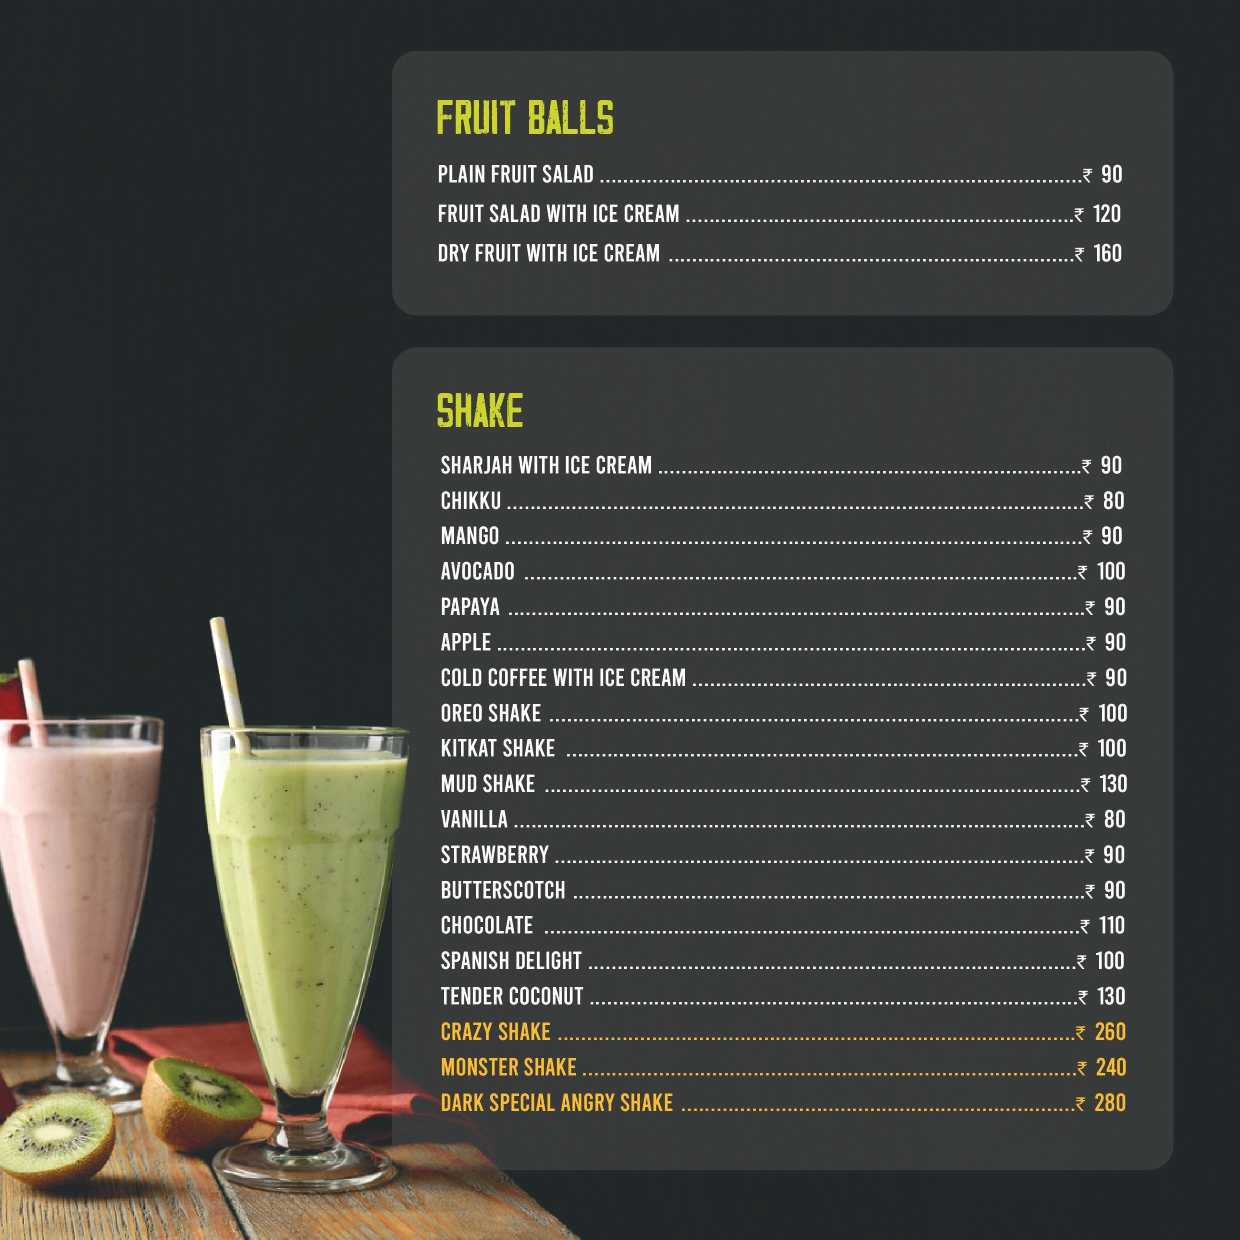 FRUIT BALLS
PLAIN FRUIT SALAD ................................................................................₹ 90
FRUIT SALAD WITH ICE CREAM .................................................................₹ 120
DRY FRUIT WITH ICE CREAM ....................................................................₹ 160
SHAKE
SHARJAH WITH ICE CREAM .......................................................................₹ 90
CHIKKU ................................................................................................₹ 80
MANGO ................................................................................................₹ 90
AVOCADO ............................................................................................₹ 100
PAPAYA ................................................................................................₹ 90
APPLE ..................................................................................................₹ 90
COLD COFFEE WITH ICE CREAM ..................................................................₹ 90
OREO SHAKE .........................................................................................₹ 100
KITKAT SHAKE ......................................................................................₹ 100
MUD SHAKE ..........................................................................................₹ 130
VANILLA ................................................................................................₹ 80
STRAWBERRY .........................................................................................₹ 90
BUTTERSCOTCH ......................................................................................₹ 90
CHOCOLATE ..........................................................................................₹ 110
SPANISH DELIGHT ..................................................................................₹ 100
TENDER COCONUT ..................................................................................₹ 130
CRAZY SHAKE .......................................................................................₹ 260
MONSTER SHAKE ...................................................................................₹ 240
DARK SPECIAL ANGRY SHAKE ..................................................................₹ 280